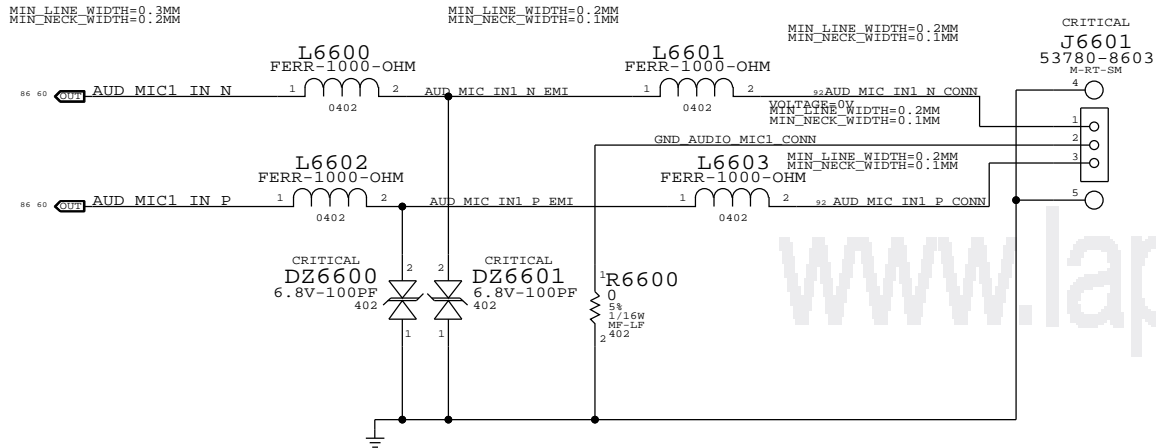 MIN_LINE_WIDTH=0.3MM
MIN_NECK_WIDTH=0.2MM
MIN_LINE_WIDTH=0.2MM
MIN_NECK_WIDTH=0.1MM
MIN_LINE_WIDTH=0.2MM
MIN_NECK_WIDTH=0.1MM
CRITICAL
J6601
53780-8603
M-RT-SM
L6600
FERR-1000-OHM
L6601
FERR-1000-OHM
86 60 OUT AUD_MIC1_IN_N 1 2 AUD_MIC_IN1_N_EMI 1 2 92 AUD_MIC_IN1_N_CONN 4
0402
0402
VOLTAGE=0V
MIN_LINE_WIDTH=0.2MM
MIN_NECK_WIDTH=0.1MM
1
GND_AUDIO_MIC1_CONN 2
L6602
FERR-1000-OHM
L6603
FERR-1000-OHM
MIN_LINE_WIDTH=0.2MM
MIN_NECK_WIDTH=0.1MM
3
86 60 OUT AUD_MIC1_IN_P 1 2 AUD_MIC_IN1_P_EMI 1 2 92 AUD_MIC_IN1_P_CONN 5
0402
0402
CRITICAL
DZ6600
6.8V-100PF
402
2
1
CRITICAL
DZ6601
6.8V-100PF
402
2
1
1
R6600
0
5%
1/16W
MF-LF
402
2
www.lap